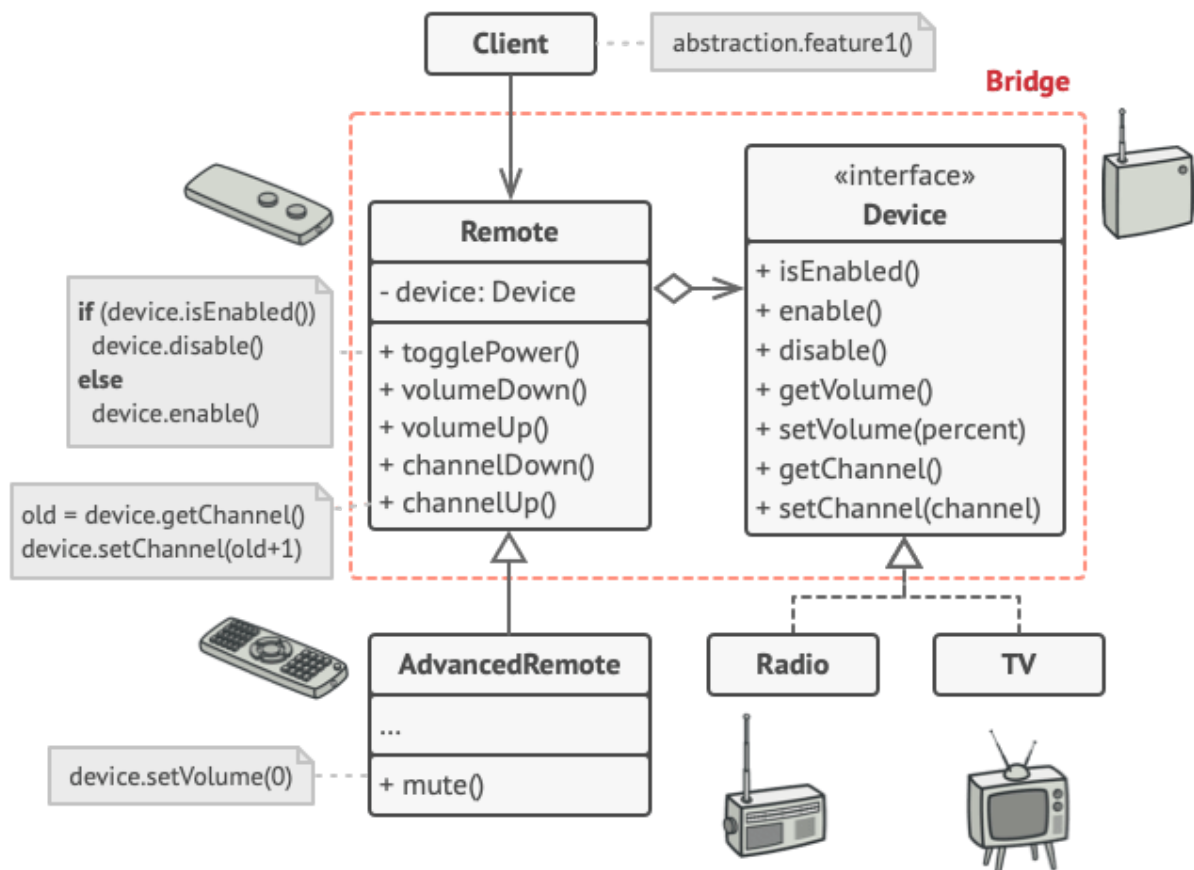 Client
abstraction.feature1()
Bridge
«interface»
Device
+ isEnabled()
+ enable()
+ disable()
+ getVolume()
+ setVolume(percent)
+ getChannel()
+ setChannel(channel)
Remote
- device: Device
+ togglePower()
+ volumeDown()
+ volumeUp()
+ channelDown()
+ channelUp()
if (device.isEnabled())
device.disable()
else
device.enable()
old = device.getChannel()
device.setChannel(old+1)
AdvancedRemote
...
+ mute()
device.setVolume(0)
Radio
TV